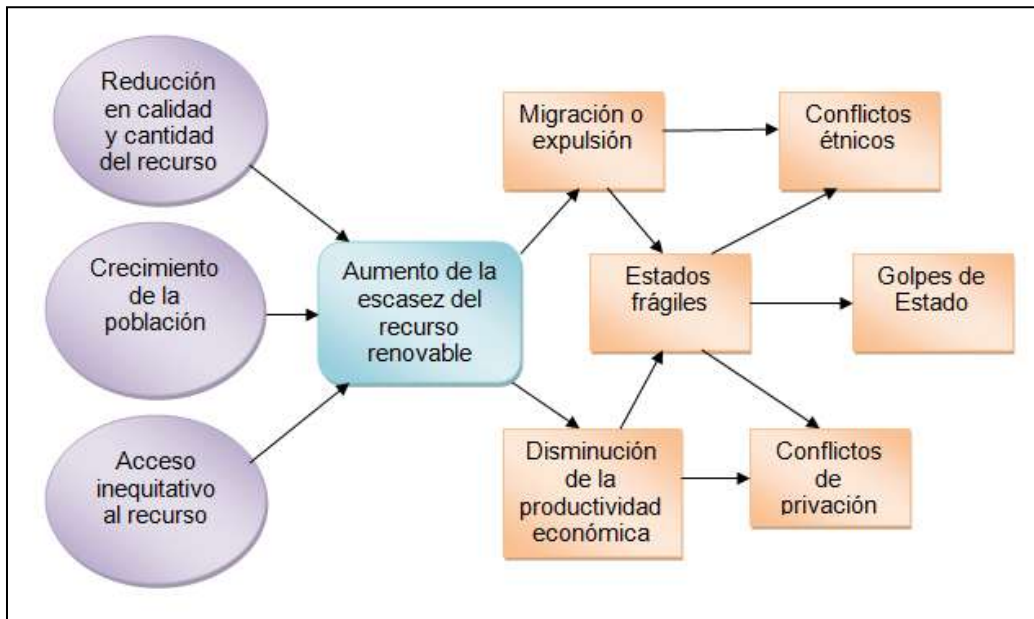 Reducción
en calidad
y cantidad
del recurso
Crecimiento
de la
población
Acceso
inequitativo
al recurso
Aumento de la
escasez del
recurso
renovable
Migración o
expulsión
Conflictos
étnicos
Estados
frágiles
Golpes de
Estado
Disminución
de la
productividad
económica
Conflictos
de
privación